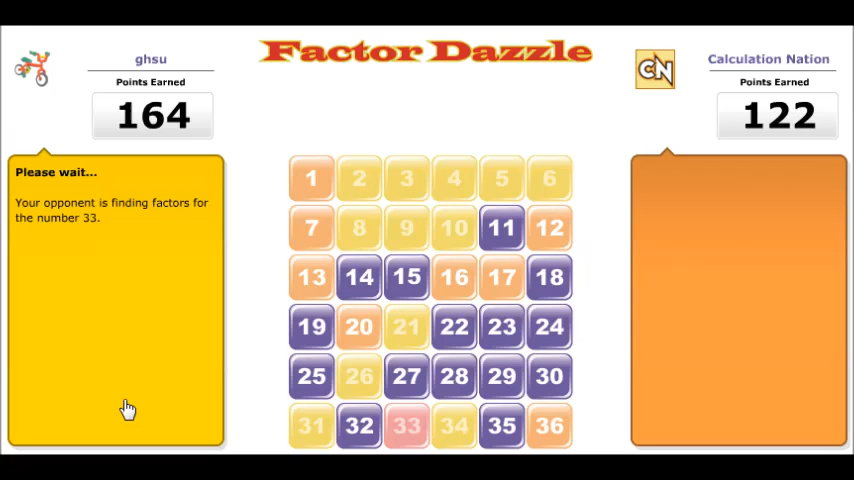 Factor Dazzle
ghsu
Points Earned
164
CN
Calculation Nation
Points Earned
122
Please wait...
Your opponent is finding factors for
the number 33.
1 2 3 4 5 6
7 8 9 10 11 12
13 14 15 16 17 18
19 20 21 22 23 24
25 26 27 28 29 30
31 32 33 34 35 36